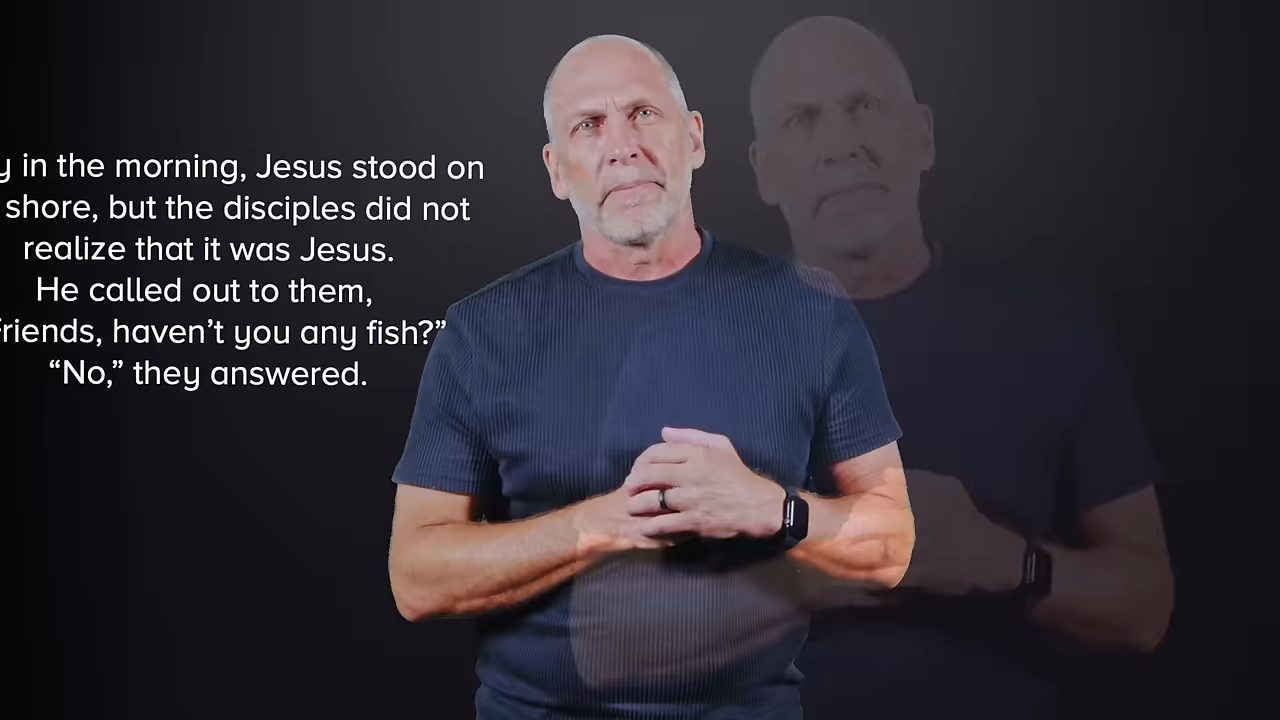 y in the morning, Jesus stood on
shore, but the disciples did not
realize that it was Jesus.
He called out to them,
riends, haven’t you any fish?”
“No,” they answered.